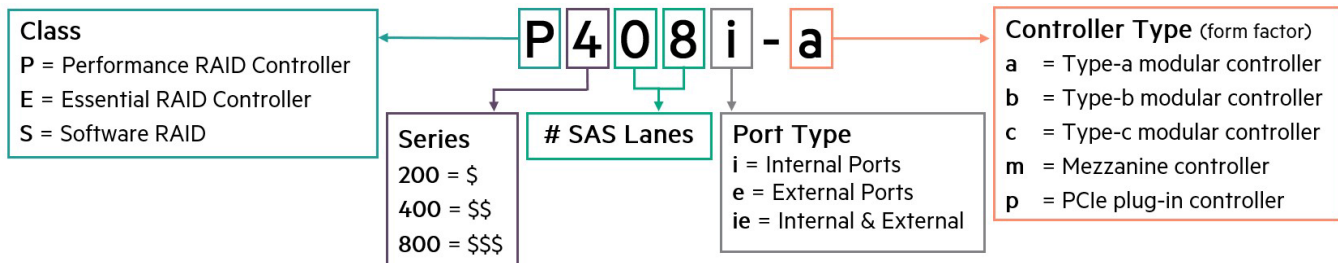 P408i-a
Class
P = Performance RAID Controller
E = Essential RAID Controller
S = Software RAID
Series
200 = $
400 = $$
800 = $$$
# SAS Lanes
Port Type
i = Internal Ports
e = External Ports
ie = Internal & External
Controller Type (form factor)
a = Type-a modular controller
b = Type-b modular controller
c = Type-c modular controller
m = Mezzanine controller
p = PCIe plug-in controller